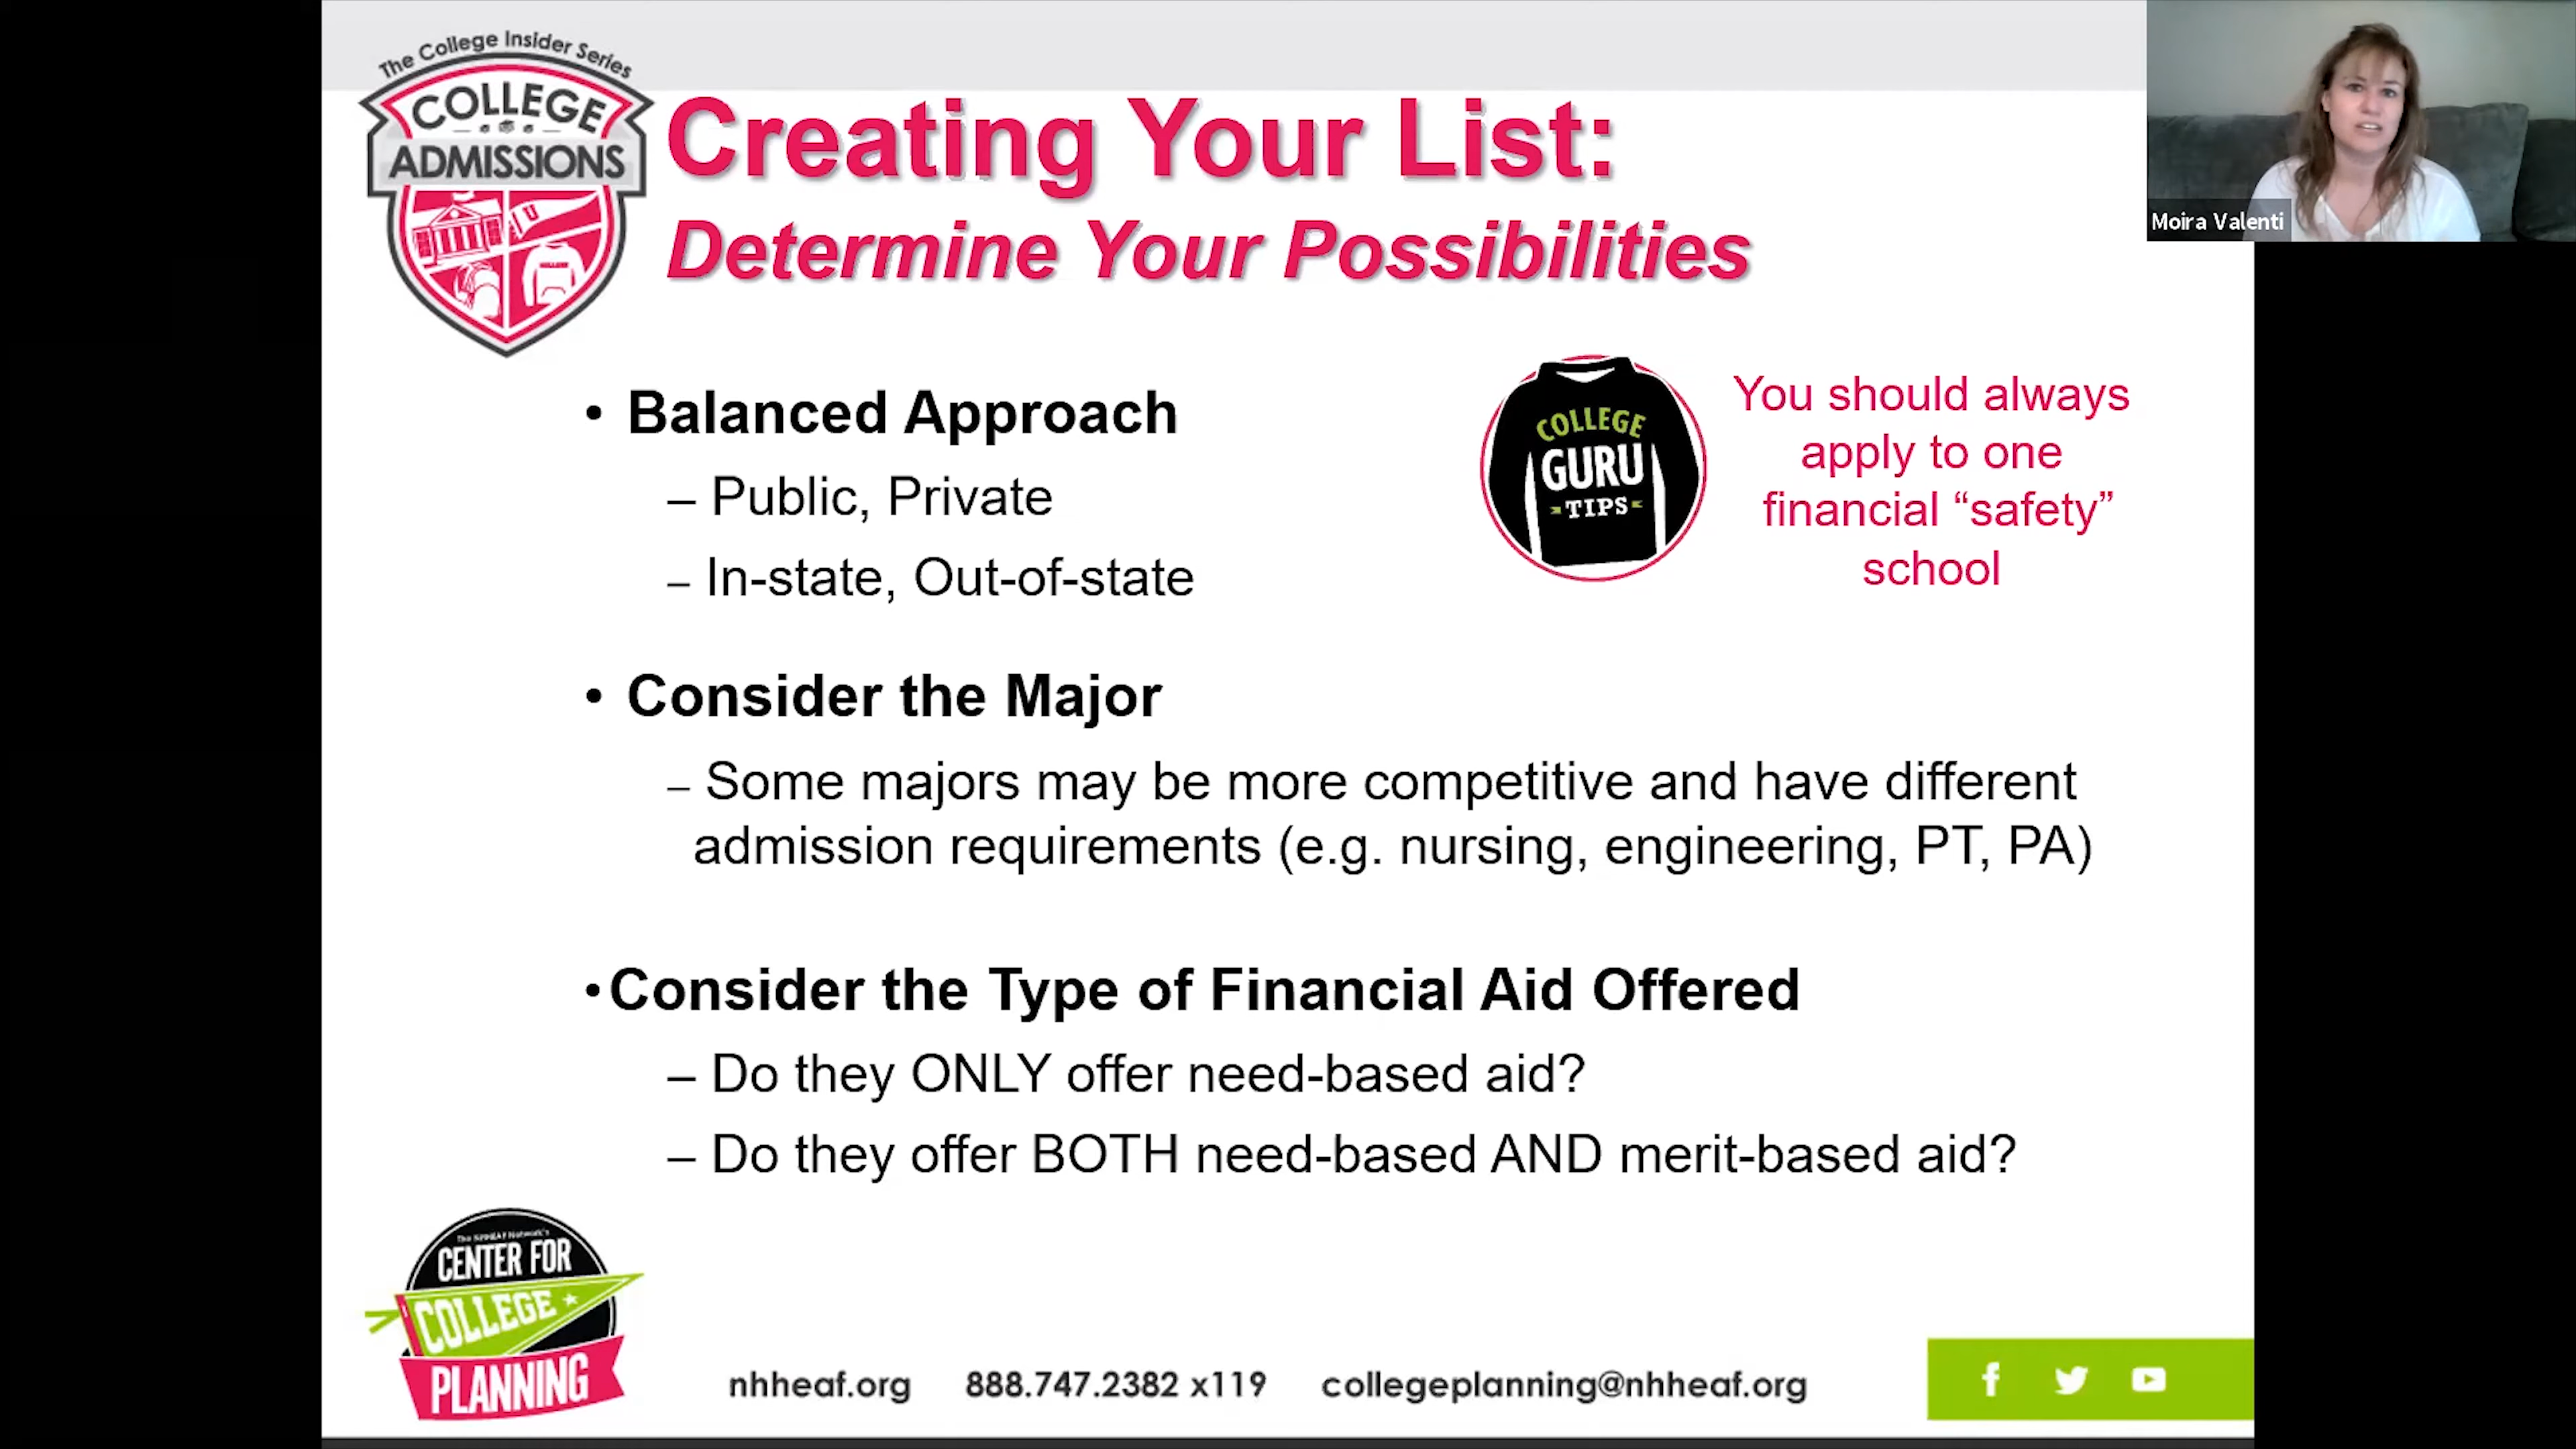 The College Insider Series
COLLEGE
ADMISSIONS
Creating Your List:
Determine Your Possibilities
Moira Valenti
• Balanced Approach
– Public, Private
– In-state, Out-of-state
COLLEGE
GURU
TIPS
You should always
apply to one
financial “safety”
school
• Consider the Major
– Some majors may be more competitive and have different
admission requirements (e.g. nursing, engineering, PT, PA)
• Consider the Type of Financial Aid Offered
– Do they ONLY offer need-based aid?
– Do they offer BOTH need-based AND merit-based aid?
The NHHEAF Network's
CENTER FOR
COLLEGE
PLANNING
nhheaf.org 888.747.2382 x119 collegeplanning@nhheaf.org